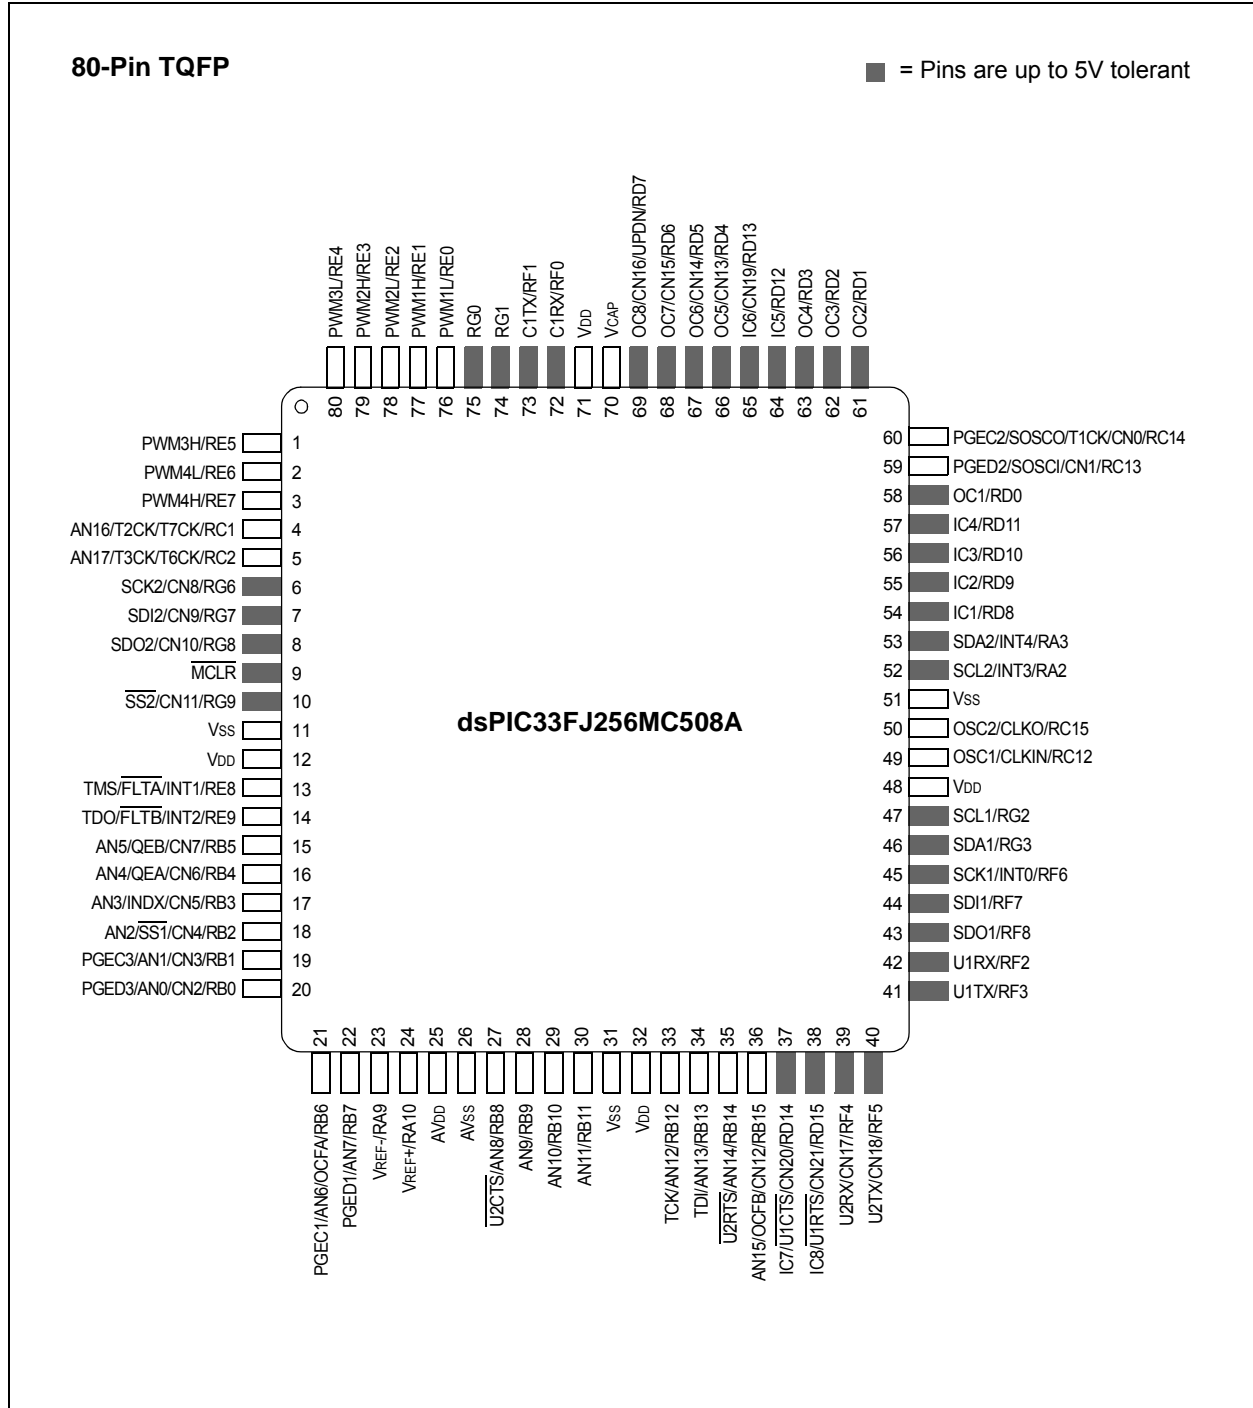 80-Pin TQFP
= Pins are up to 5V tolerant
PWM3L/RE4
PWM2H/RE3
PWM2L/RE2
PWM1H/RE1
PWM1L/RE0
RG0
RG1
C1TX/RF1
C1RX/RF0
VDD
VCAP
OC8/CN16/UPDN/RD7
OC7/CN15/RD6
OC6/CN14/RD5
OC5/CN13/RD4
IC6/CN19/RD13
IC5/RD12
OC4/RD3
OC3/RD2
OC2/RD1
80
79
78
77
76
75
74
73
72
71
70
69
68
67
66
65
64
63
62
61
PWM3H/RE5 1
PWM4L/RE6 2
PWM4H/RE7 3
AN16/T2CK/T7CK/RC1 4
AN17/T3CK/T6CK/RC2 5
SCK2/CN8/RG6 6
SDI2/CN9/RG7 7
SDO2/CN10/RG8 8
MCLR 9
SS2/CN11/RG9 10
VSS 11
VDD 12
TMS/FLTA/INT1/RE8 13
TDO/FLTB/INT2/RE9 14
AN5/QEB/CN7/RB5 15
AN4/QEA/CN6/RB4 16
AN3/INDX/CN5/RB3 17
AN2/SS1/CN4/RB2 18
PGEC3/AN1/CN3/RB1 19
PGED3/AN0/CN2/RB0 20
dsPIC33FJ256MC508A
60 PGEC2/SOSCO/T1CK/CN0/RC14
59 PGED2/SOSCI/CN1/RC13
58 OC1/RD0
57 IC4/RD11
56 IC3/RD10
55 IC2/RD9
54 IC1/RD8
53 SDA2/INT4/RA3
52 SCL2/INT3/RA2
51 VSS
50 OSC2/CLKO/RC15
49 OSC1/CLKIN/RC12
48 VDD
47 SCL1/RG2
46 SDA1/RG3
45 SCK1/INT0/RF6
44 SDI1/RF7
43 SDO1/RF8
42 U1RX/RF2
41 U1TX/RF3
21
22
23
24
25
26
27
28
29
30
31
32
33
34
35
36
37
38
39
40
PGEC1/AN6/OCFA/RB6
PGED1/AN7/RB7
VREF-/RA9
VREF+/RA10
AVDD
AVSS
U2CTS/AN8/RB8
AN9/RB9
AN10/RB10
AN11/RB11
VSS
VDD
TCK/AN12/RB12
TDI/AN13/RB13
U2RTS/AN14/RB14
AN15/OCFB/CN12/RB15
IC7/U1CTS/CN20/RD14
IC8/U1RTS/CN21/RD15
U2RX/CN17/RF4
U2TX/CN18/RF5